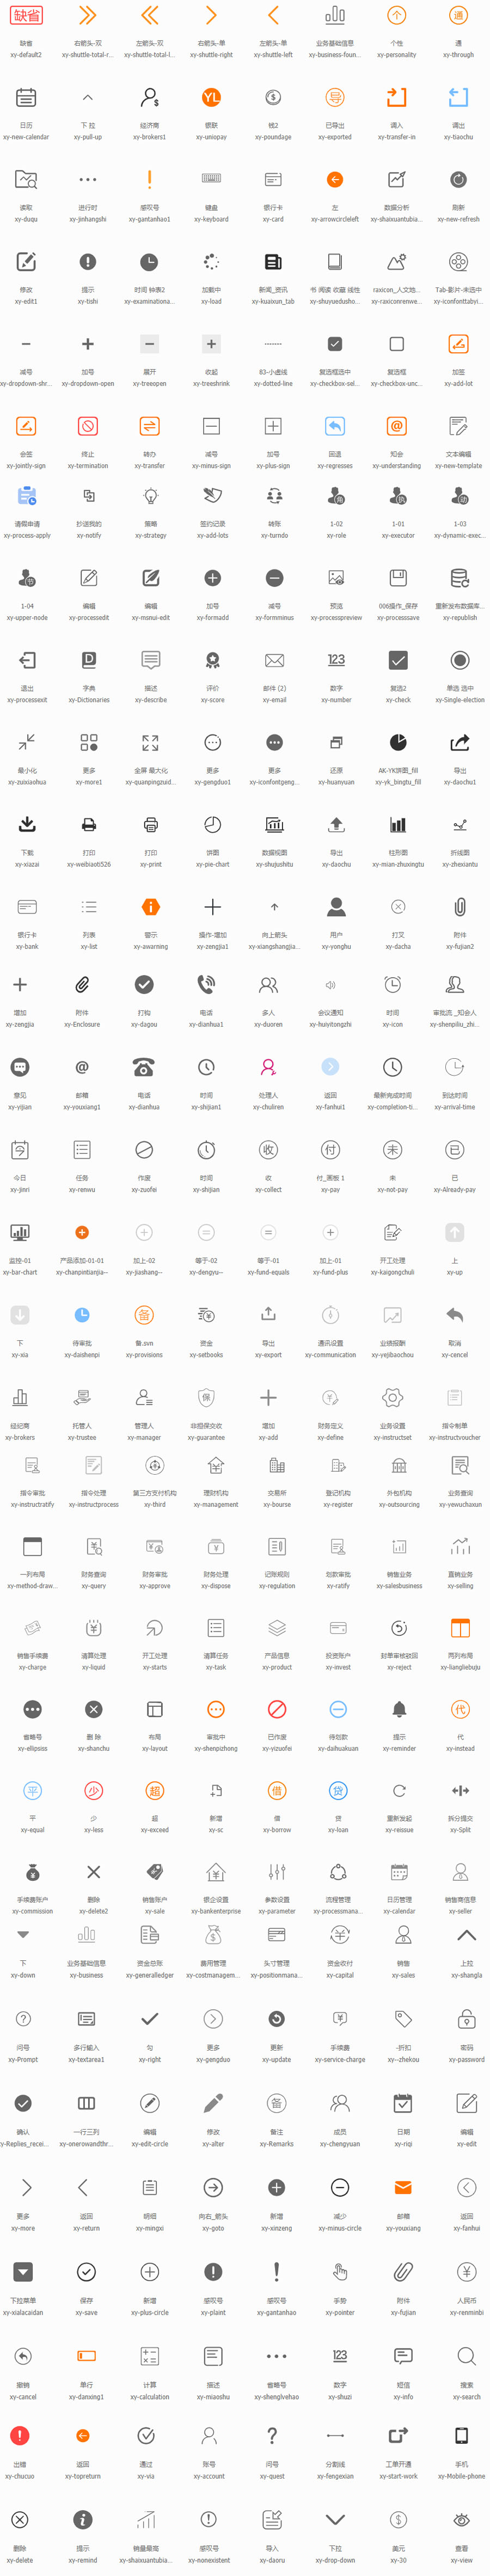 缺省
缺省 右箭头-双 左箭头-双 右箭头-单 左箭头-单 业务基础信息 个性 通
xy-default2 xy-shuttle-total-r... xy-shuttle-total-l... xy-shuttle-right xy-shuttle-left xy-business-foun... xy-personality xy-through
日历 下 拉 经济商 银联 钱2 已导出 调入 调出
xy-new-calendar xy-pull-up xy-brokers1 xy-uniopay xy-poundage xy-exported xy-transfer-in xy-tiaochu
读取 进行时 感叹号 键盘 银行卡 左 数据分析 刷新
xy-duqu xy-jinhangshi xy-gantanhao1 xy-keyboard xy-card xy-arrowcircleleft xy-shaixuantubia... xy-new-refresh
修改 提示 时间 钟表2 加载中 新闻_资讯 书 阅读 收藏 线性 raxicon_人文地... Tab-影片-未选中
xy-edit1 xy-tishi xy-examinationa... xy-load xy-kuaixun_tab xy-shuyuedusho... xy-raxiconrenwe... xy-iconfonttabyi...
减号 加号 展开 收起 83-小虚线 复选框选中 复选框 加签
xy-dropdown-shr... xy-dropdown-open xy-treeopen xy-treeshrink xy-dotted-line xy-checkbox-sel... xy-checkbox-unc... xy-add-lot
会签 终止 转办 减号 加号 回退 知会 文本编辑
xy-jointly-sign xy-termination xy-transfer xy-minus-sign xy-plus-sign xy-regresses xy-understanding xy-new-template
请假申请 抄送我的 策略 签约记录 转账 1-02 1-01 1-03
xy-process-apply xy-notify xy-strategy xy-add-lots xy-turndo xy-role xy-executor xy-dynamic-exec...
1-04 编辑 编辑 加号 减号 预览 006操作_保存 重新发布数据库...
xy-upper-node xy-processedit xy-monui-edit xy-formadd xy-formminus xy-processpreview xy-processsave xy-republish
退出 字典 描述 评价 邮件 (2) 数字 复选2 单选 选中
xy-processexit xy-Dictionaries xy-describe xy-score xy-email xy-number xy-check xy-Single-election
最小化 更多 全屏 最大化 更多 更多 还原 AK-YK饼图_fill 导出
xy-zuixiaohua xy-more1 xy-quanpingzuid... xy-gengduo1 xy-iconfontgeng... xy-huanyuan xy-yk_bingtu_fill xy-daochu1
下载 打印 打印 饼图 数据视图 导出 柱形图 折线图
xy-xiazai xy-weibiaoti526 xy-print xy-pie-chart xy-shujushitu xy-daochu xy-mian-zhuxingtu xy-zhexiantu
银行卡 列表 警示 操作-增加 向上箭头 用户 打叉 附件
xy-bank xy-list xy-awarning xy-zengjia1 xy-xiangshangjia... xy-yonghu xy-dacha xy-fujian2
增加 附件 打钩 电话 多人 会议通知 时间 审批流 _知会人
xy-zengjia xy-Enclosure xy-dagou xy-dianhua1 xy-duoren xy-huiyitongzhi xy-icon xy-shenpiliu_zhi...
意见 邮箱 电话 时间 处理人 返回 最新完成时间 到达时间
xy-yijian xy-youxiang1 xy-dianhua xy-shijian1 xy-chuliren xy-fanhui1 xy-completion-ti... xy-arrival-time
今日 任务 作废 时间 收 付_画板 1 未 已
xy-jinri xy-renwu xy-zuofei xy-shijian xy-collect xy-pay xy-not-pay xy-Already-pay
监控-01 产品添加-01-01 加上-02 等于-02 等于-01 加上-01 开工处理 上
xy-bar-chart xy-chanpintianjia-- xy-jiashang-- xy-dengyu-- xy-fund-equals xy-fund-plus xy-kaigongchuli xy-up
下 待审批 备.svn 资金 导出 通讯设置 业绩报酬 取消
xy-xia xy-daishenpi xy-provisions xy-setbooks xy-export xy-communication xy-yejibaochou xy-cencel
经纪商 托管人 管理人 非担保交收 增加 财务定义 业务设置 指令制单
xy-brokers xy-trustee xy-manager xy-guarantee xy-add xy-define xy-instructset xy-instructvoucher
指令审批 指令处理 第三方支付机构 理财机构 交易所 登记机构 外包机构 业务查询
xy-instructratify xy-instructprocess xy-third xy-management xy-bourse xy-register xy-outsourcing xy-yewuchaxun
一列布局 财务查询 财务审批 财务处理 记账规则 划款审批 销售业务 直销业务
xy-method-draw... xy-query xy-approve xy-dispose xy-regulation xy-ratify xy-salesbusiness xy-selling
销售手续费 清算处理 开工处理 清算任务 产品信息 投资账户 封单审核驳回 两列布局
xy-charge xy-liquid xy-starts xy-task xy-product xy-invest xy-reject xy-liangliebuju
省略号 删 除 布局 审批中 已作废 待划款 提示 代
xy-ellipsiss xy-shanchu xy-layout xy-shenpizhong xy-yizuofei xy-daihuakuan xy-reminder xy-instead
平 少 超 新增 借 贷 重新发起 拆分提交
xy-equal xy-less xy-exceed xy-sc xy-borrow xy-loan xy-reissue xy-Split
手续费账户 删除 销售账户 银企设置 参数设置 流程管理 日历管理 销售商信息
xy-commission xy-delete2 xy-sale xy-bankenterprise xy-parameter xy-processmana... xy-calendar xy-seller
下 业务基础信息 资金总账 费用管理 头寸管理 资金收付 销售 上拉
xy-down xy-business xy-generalledger xy-costmanagem... xy-positionmana... xy-capital xy-sales xy-shangla
问号 多行输入 勾 更多 更新 手续费 -折扣 密码
xy-Prompt xy-textarea1 xy-right xy-gengduo xy-update xy-service-charge xy--zhekou xy-password
确认 一行三列 编辑 修改 备注 成员 日期 编辑
xy-Replies_recei... xy-onerowandthr... xy-edit-circle xy-alter xy-Remarks xy-chengyuan xy-riqi xy-edit
更多 返回 明细 向右_箭头 新增 减少 邮箱 返回
xy-more xy-return xy-mingxi xy-goto xy-xinzeng xy-minus-circle xy-youxiang xy-fanhui
下拉菜单 保存 新增 感叹号 感叹号 手势 附件 人民币
xy-xialacaidan xy-save xy-plus-circle xy-plaint xy-gantanhao xy-pointer xy-fujian xy-renminbi
撤销 单行 计算 描述 省略号 数字 短信 搜索
xy-cancel xy-danxing1 xy-calculation xy-miaoshu xy-shenglvehao xy-shuzi xy-info xy-search
出错 返回 通过 账号 问号 分割线 工单开通 手机
xy-chucuo xy-topreturn xy-via xy-account xy-quest xy-fengexian xy-start-work xy-Mobile-phone
删除 提示 销量最高 感叹号 导入 下拉 美元 查看
xy-delete xy-remind xy-shaixuantubia... xy-nonexistent xy-daoru xy-drop-down xy-30 xy-view